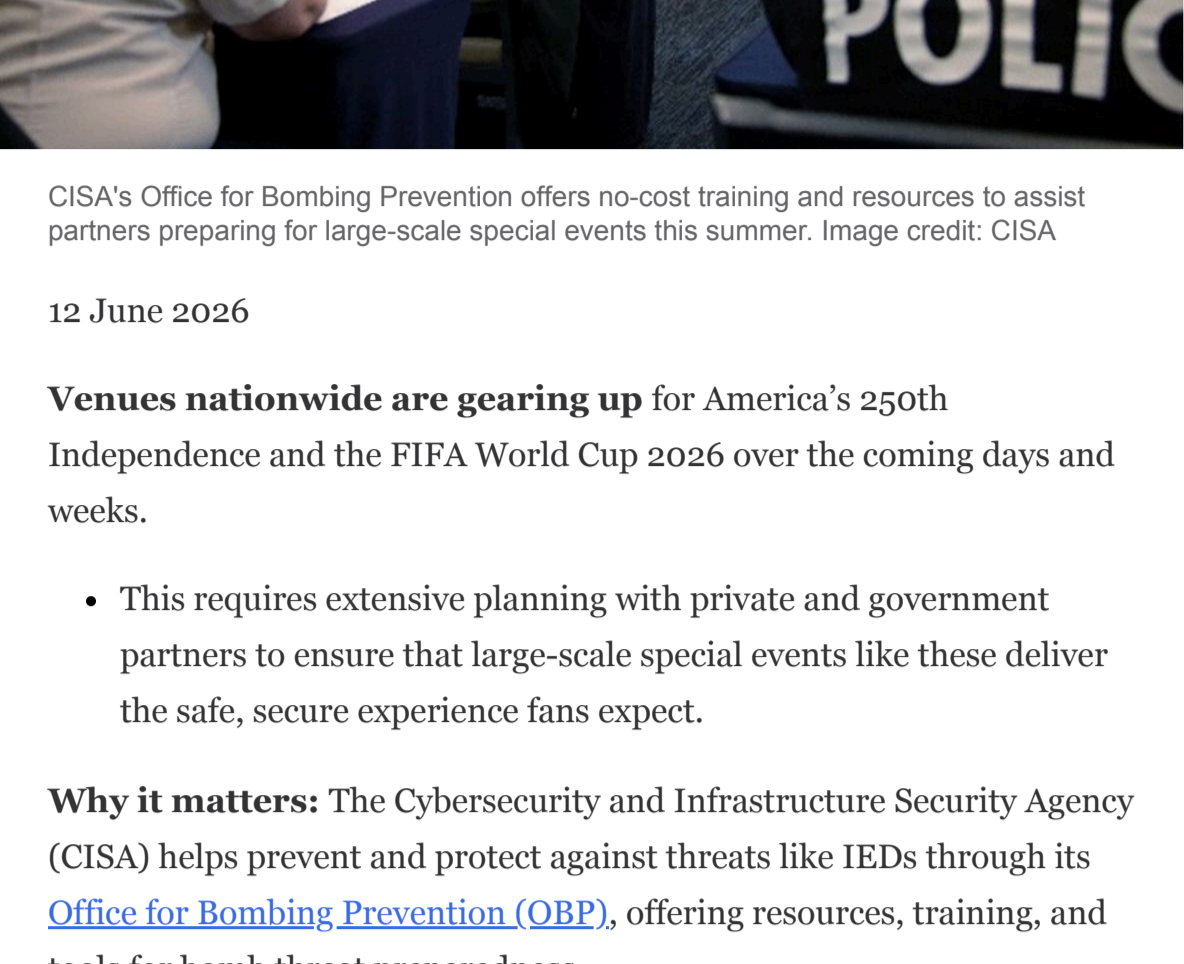 POLIC
CISA's Office for Bombing Prevention offers no-cost training and resources to assist
partners preparing for large-scale special events this summer. Image credit: CISA
12 June 2026
Venues nationwide are gearing up for America’s 250th
Independence and the FIFA World Cup 2026 over the coming days and
weeks.
• This requires extensive planning with private and government
partners to ensure that large-scale special events like these deliver
the safe, secure experience fans expect.
Why it matters: The Cybersecurity and Infrastructure Security Agency
(CISA) helps prevent and protect against threats like IEDs through its
Office for Bombing Prevention (OBP), offering resources, training, and
tools for bomb threat preparedness.